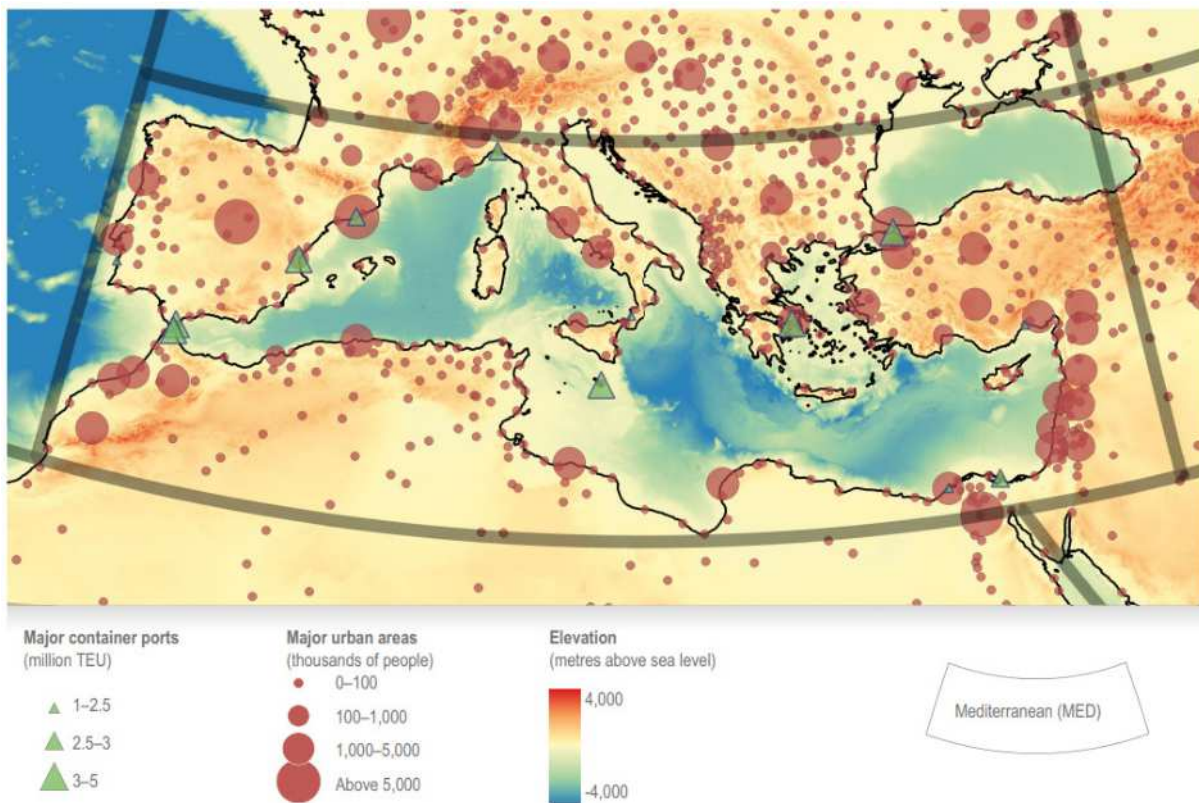 Major container ports
(million TEU)
1–2.5
2.5–3
3–5
Major urban areas
(thousands of people)
0–100
100–1,000
1,000–5,000
Above 5,000
Elevation
(metres above sea level)
4,000
-4,000
Mediterranean (MED)